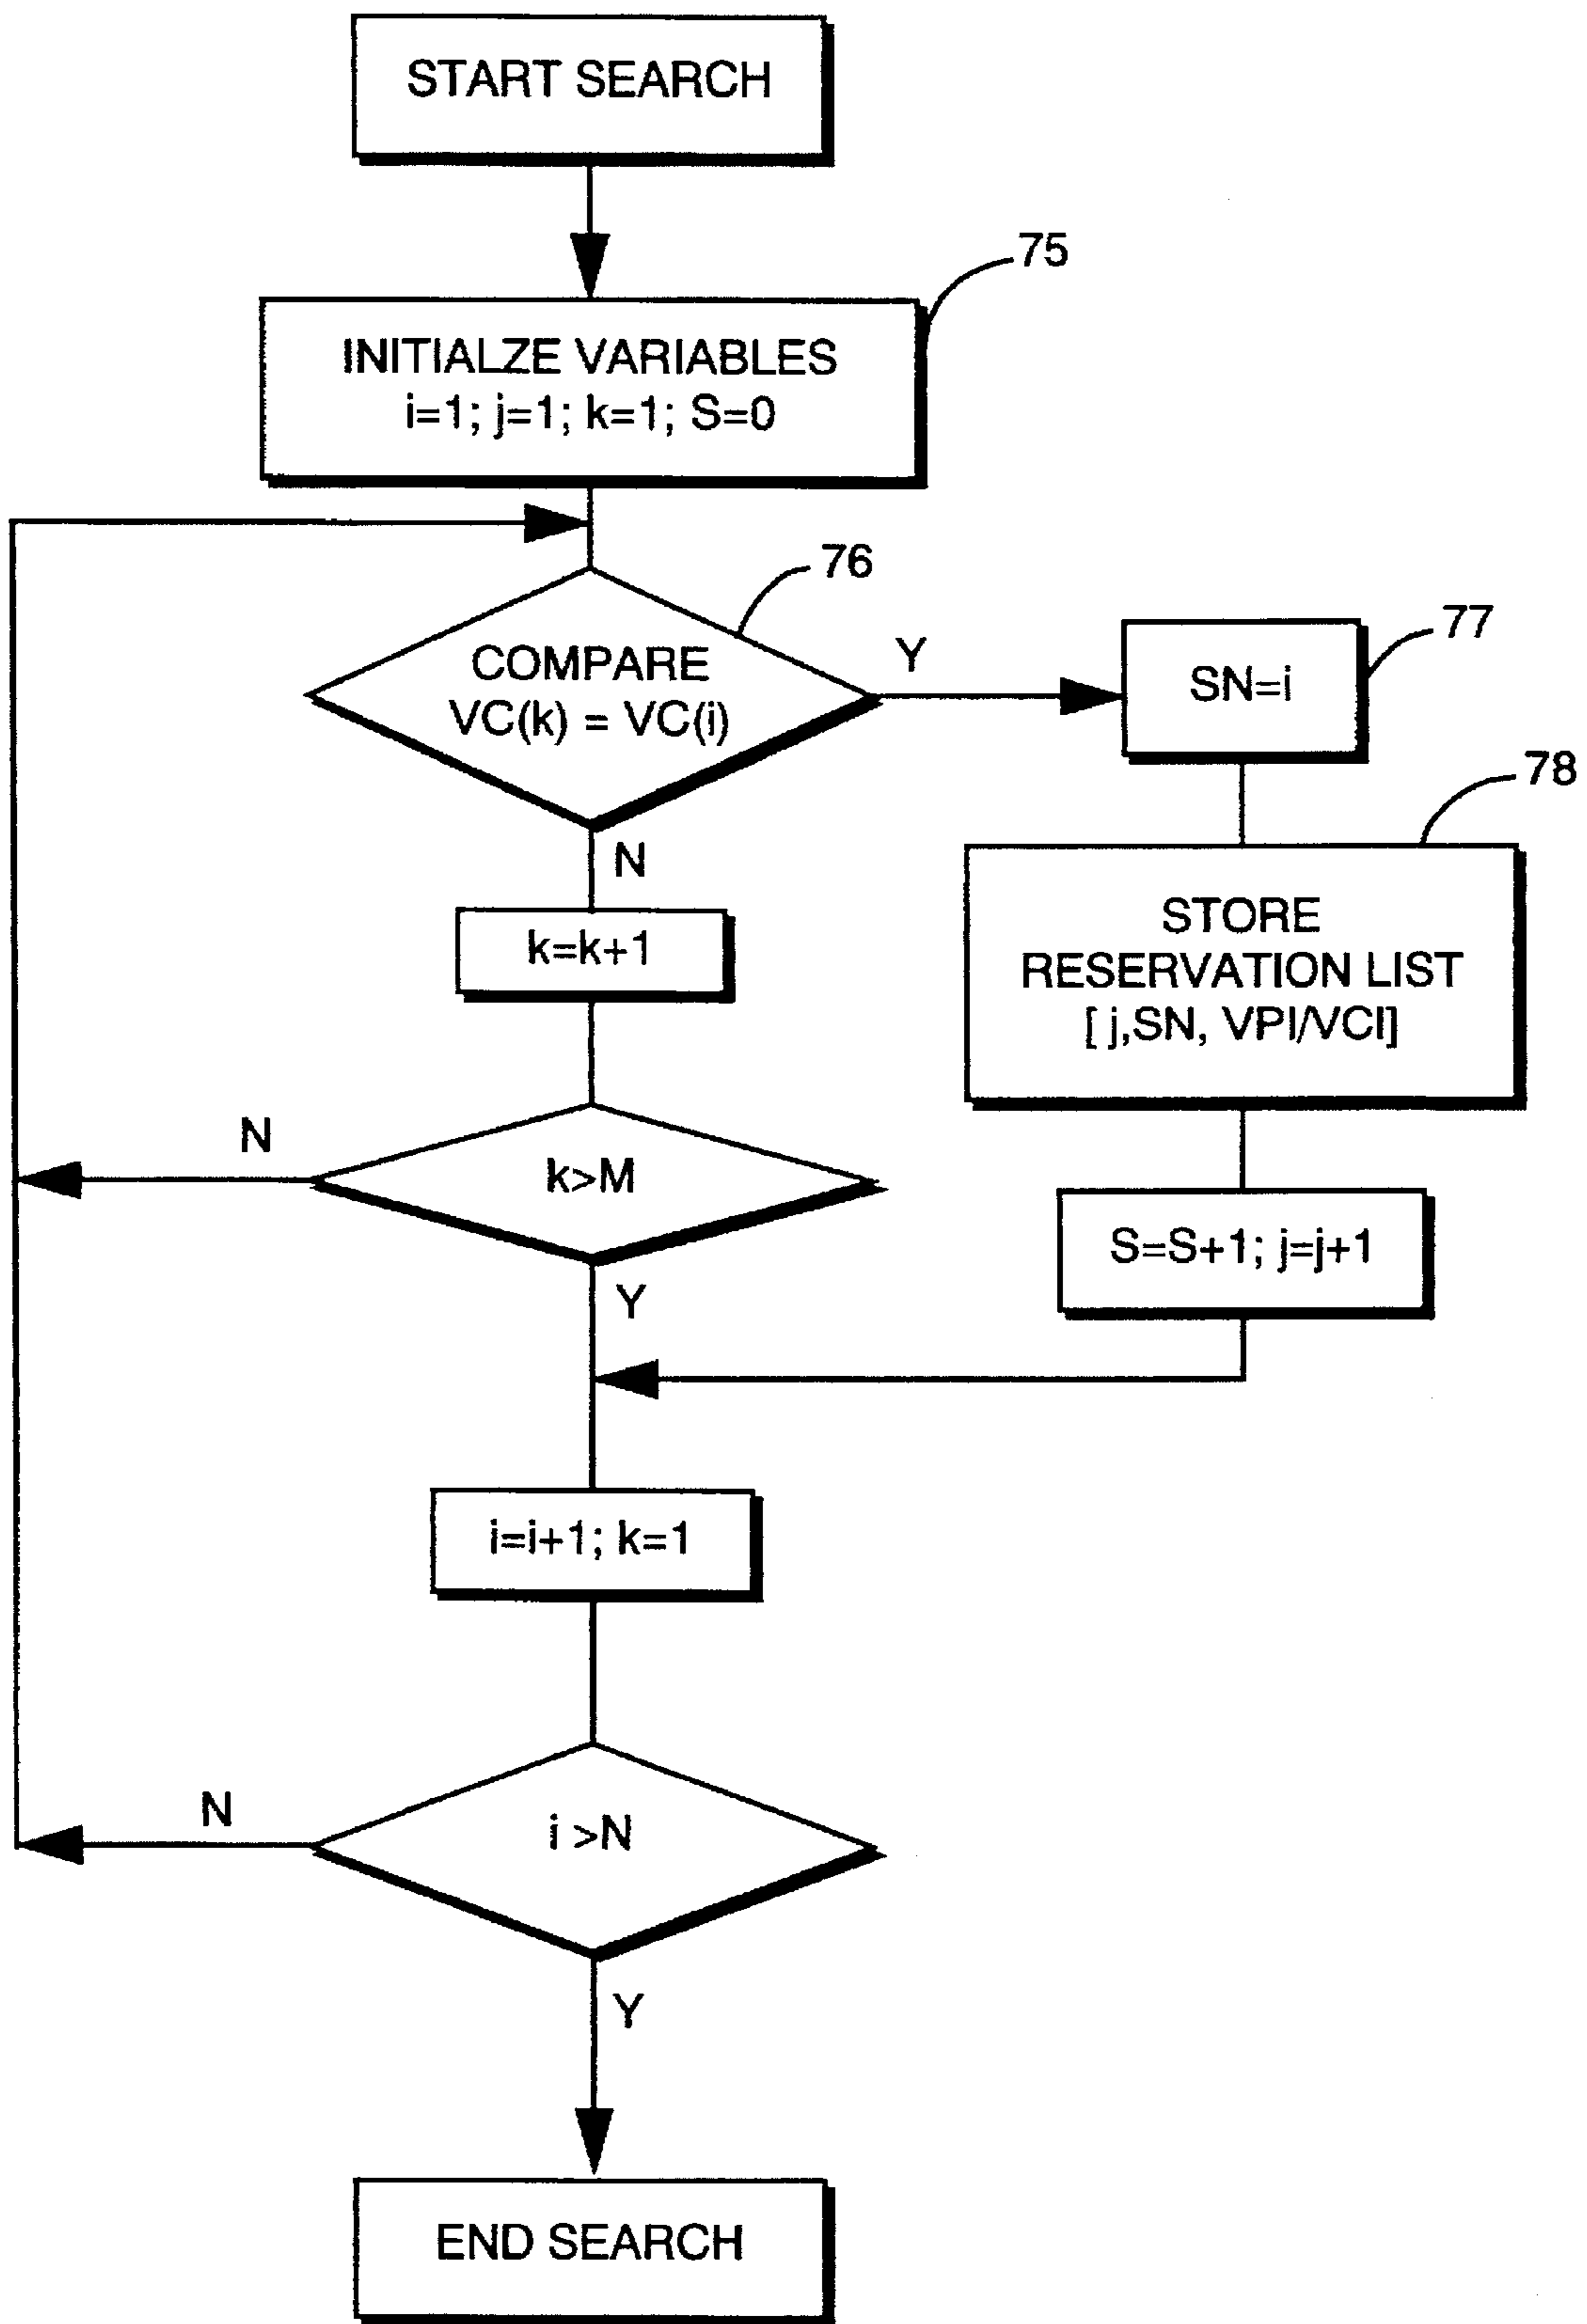 START SEARCH
75
INITIALZE VARIABLES
i=1; j=1; k=1; S=0
76
COMPARE
VC(k) = VC(i)
Y
77
SN=i
78
STORE
RESERVATION LIST
[ j,SN, VPI/VCI]
N
k=k+1
N
k>M
S=S+1; j=j+1
Y
i=i+1; k=1
N
i >N
Y
END SEARCH